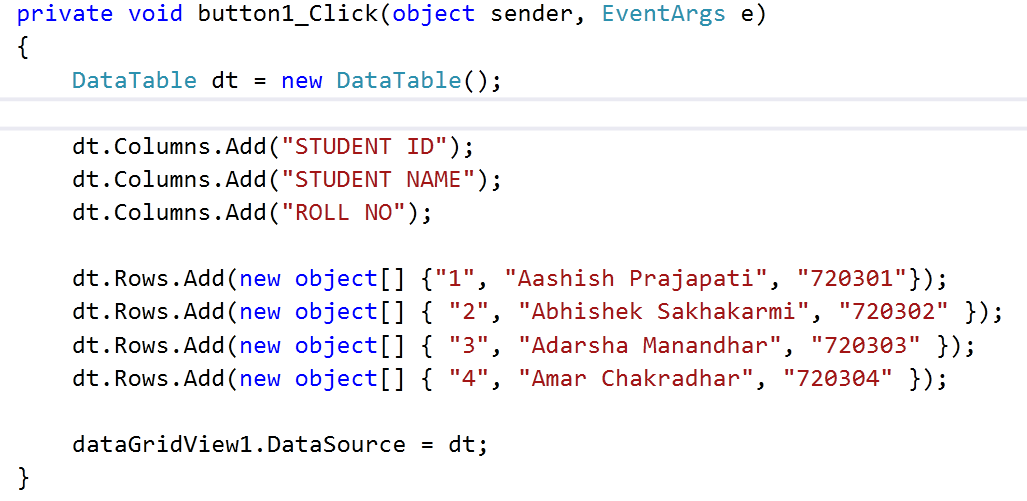 private void button1_Click(object sender, EventArgs e)
{
    DataTable dt = new DataTable();

    dt.Columns.Add("STUDENT ID");
    dt.Columns.Add("STUDENT NAME");
    dt.Columns.Add("ROLL NO");

    dt.Rows.Add(new object[] {"1", "Aashish Prajapati", "720301"});
    dt.Rows.Add(new object[] { "2", "Abhishek Sakhakarmi", "720302" });
    dt.Rows.Add(new object[] { "3", "Adarsha Manandhar", "720303" });
    dt.Rows.Add(new object[] { "4", "Amar Chakradhar", "720304" });

    dataGridView1.DataSource = dt;
}